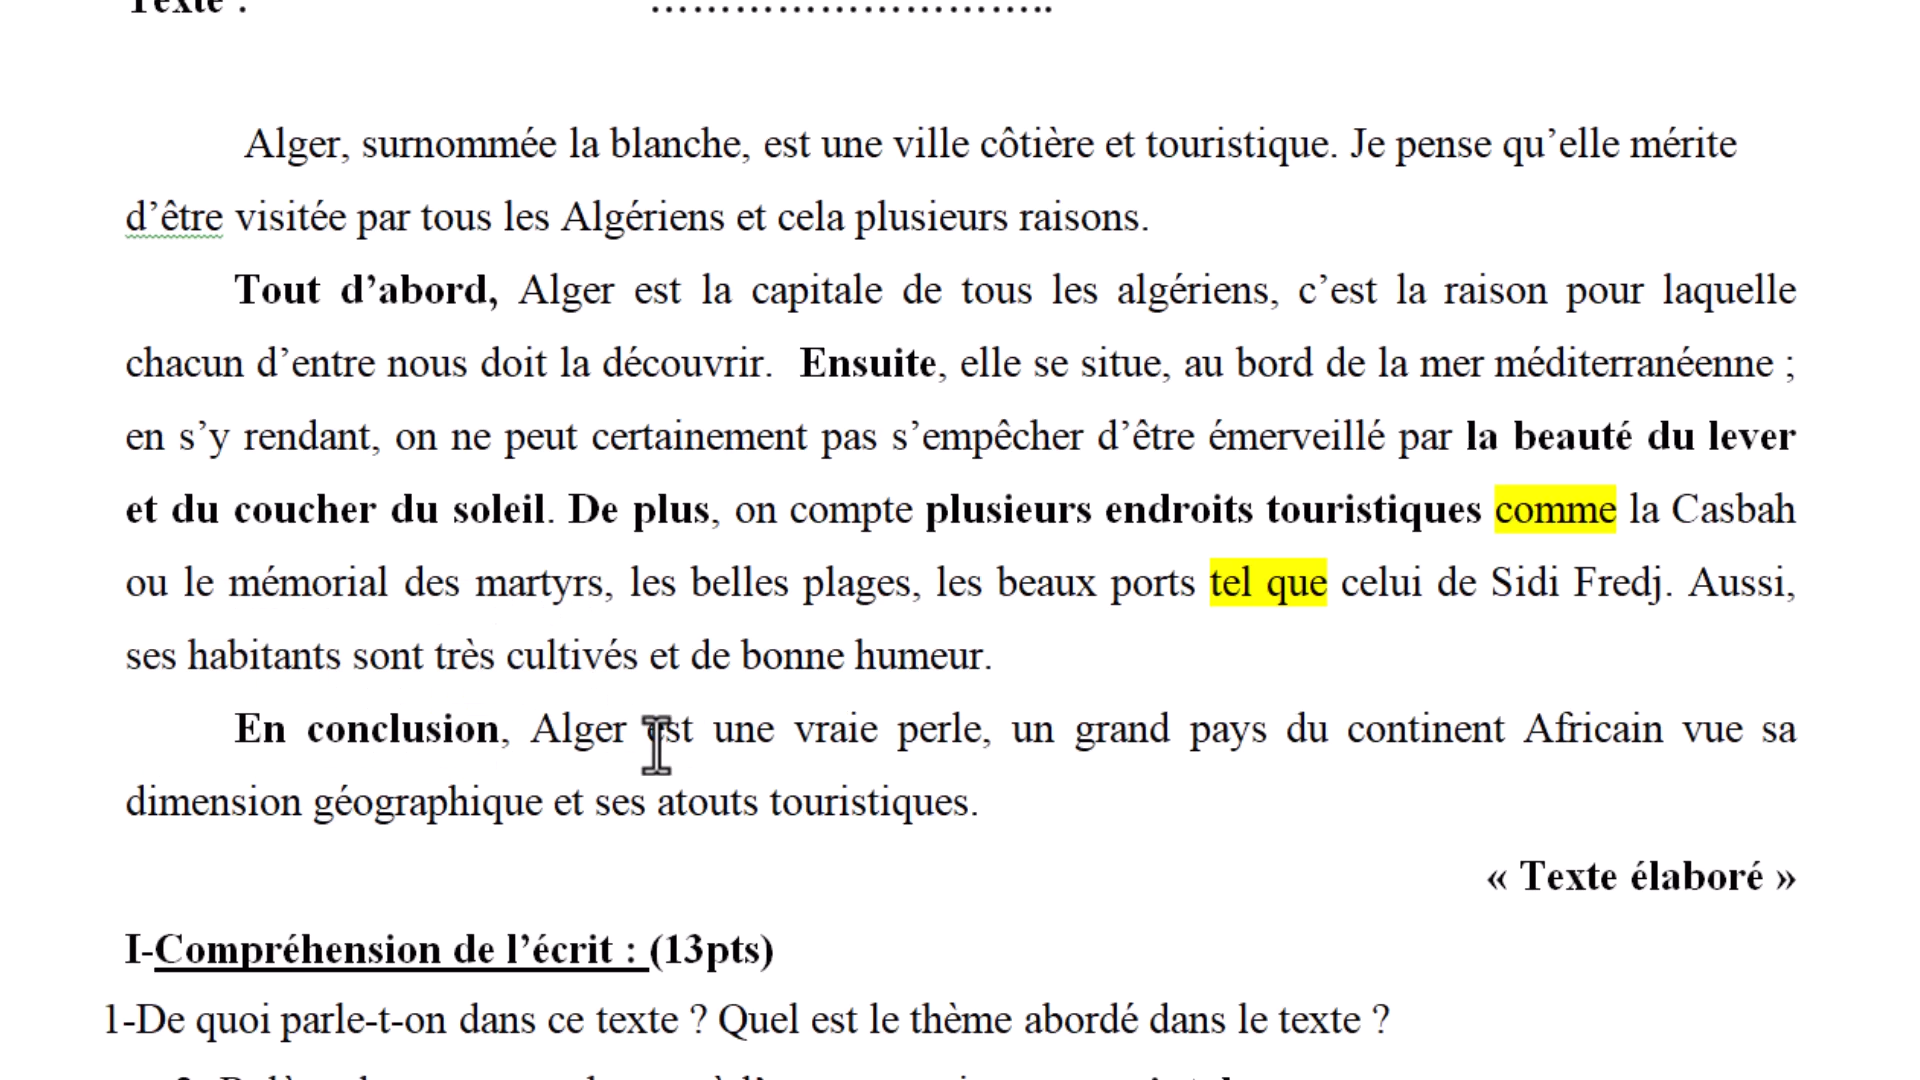 Texte : ………………………..
Alger, surnommée la blanche, est une ville côtière et touristique. Je pense qu’elle mérite
d’être visitée par tous les Algériens et cela plusieurs raisons.
Tout d’abord, Alger est la capitale de tous les algériens, c’est la raison pour laquelle
chacun d’entre nous doit la découvrir. Ensuite, elle se situe, au bord de la mer méditerranéenne ;
en s’y rendant, on ne peut certainement pas s’empêcher d’être émerveillé par la beauté du lever
et du coucher du soleil. De plus, on compte plusieurs endroits touristiques comme la Casbah
ou le mémorial des martyrs, les belles plages, les beaux ports tel que celui de Sidi Fredj. Aussi,
ses habitants sont très cultivés et de bonne humeur.
En conclusion, Alger est une vraie perle, un grand pays du continent Africain vue sa
dimension géographique et ses atouts touristiques.
« Texte élaboré »
I-Compréhension de l’écrit : (13pts)
1-De quoi parle-t-on dans ce texte ? Quel est le thème abordé dans le texte ?